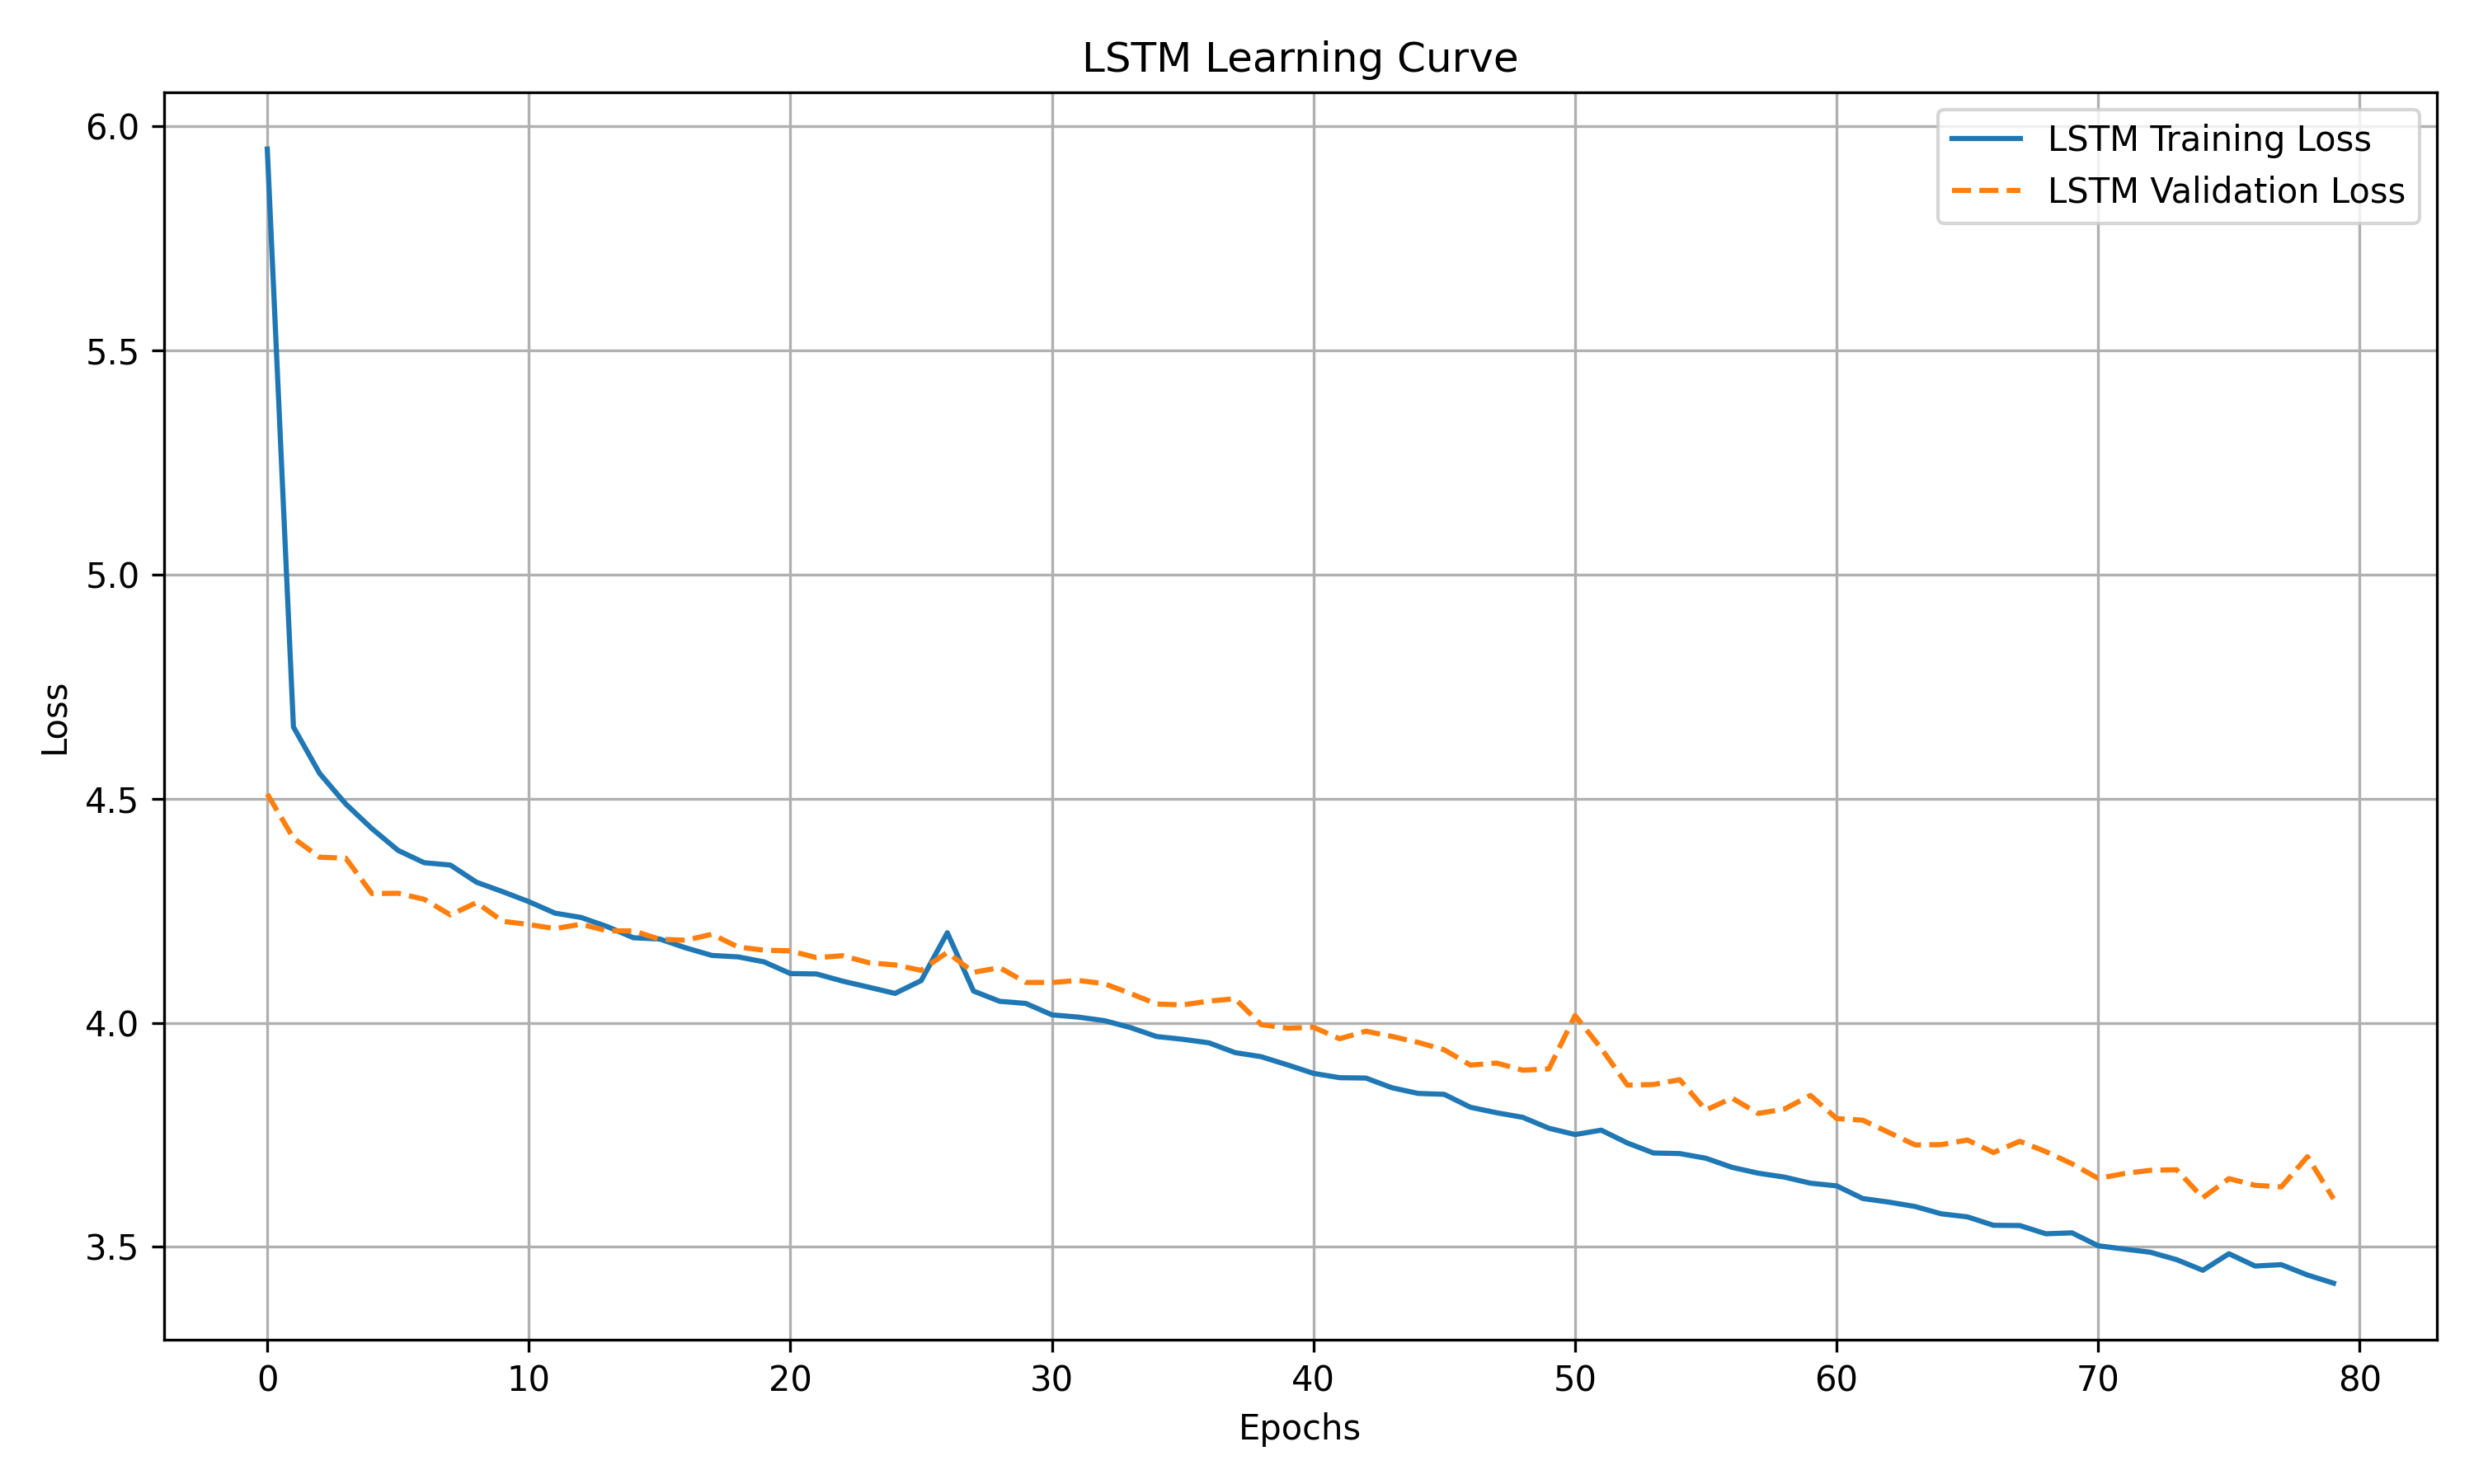 LSTM Learning Curve
LSTM Training Loss
LSTM Validation Loss
Loss
6.0
5.5
5.0
4.5
4.0
3.5
0 10 20 30 40 50 60 70 80
Epochs